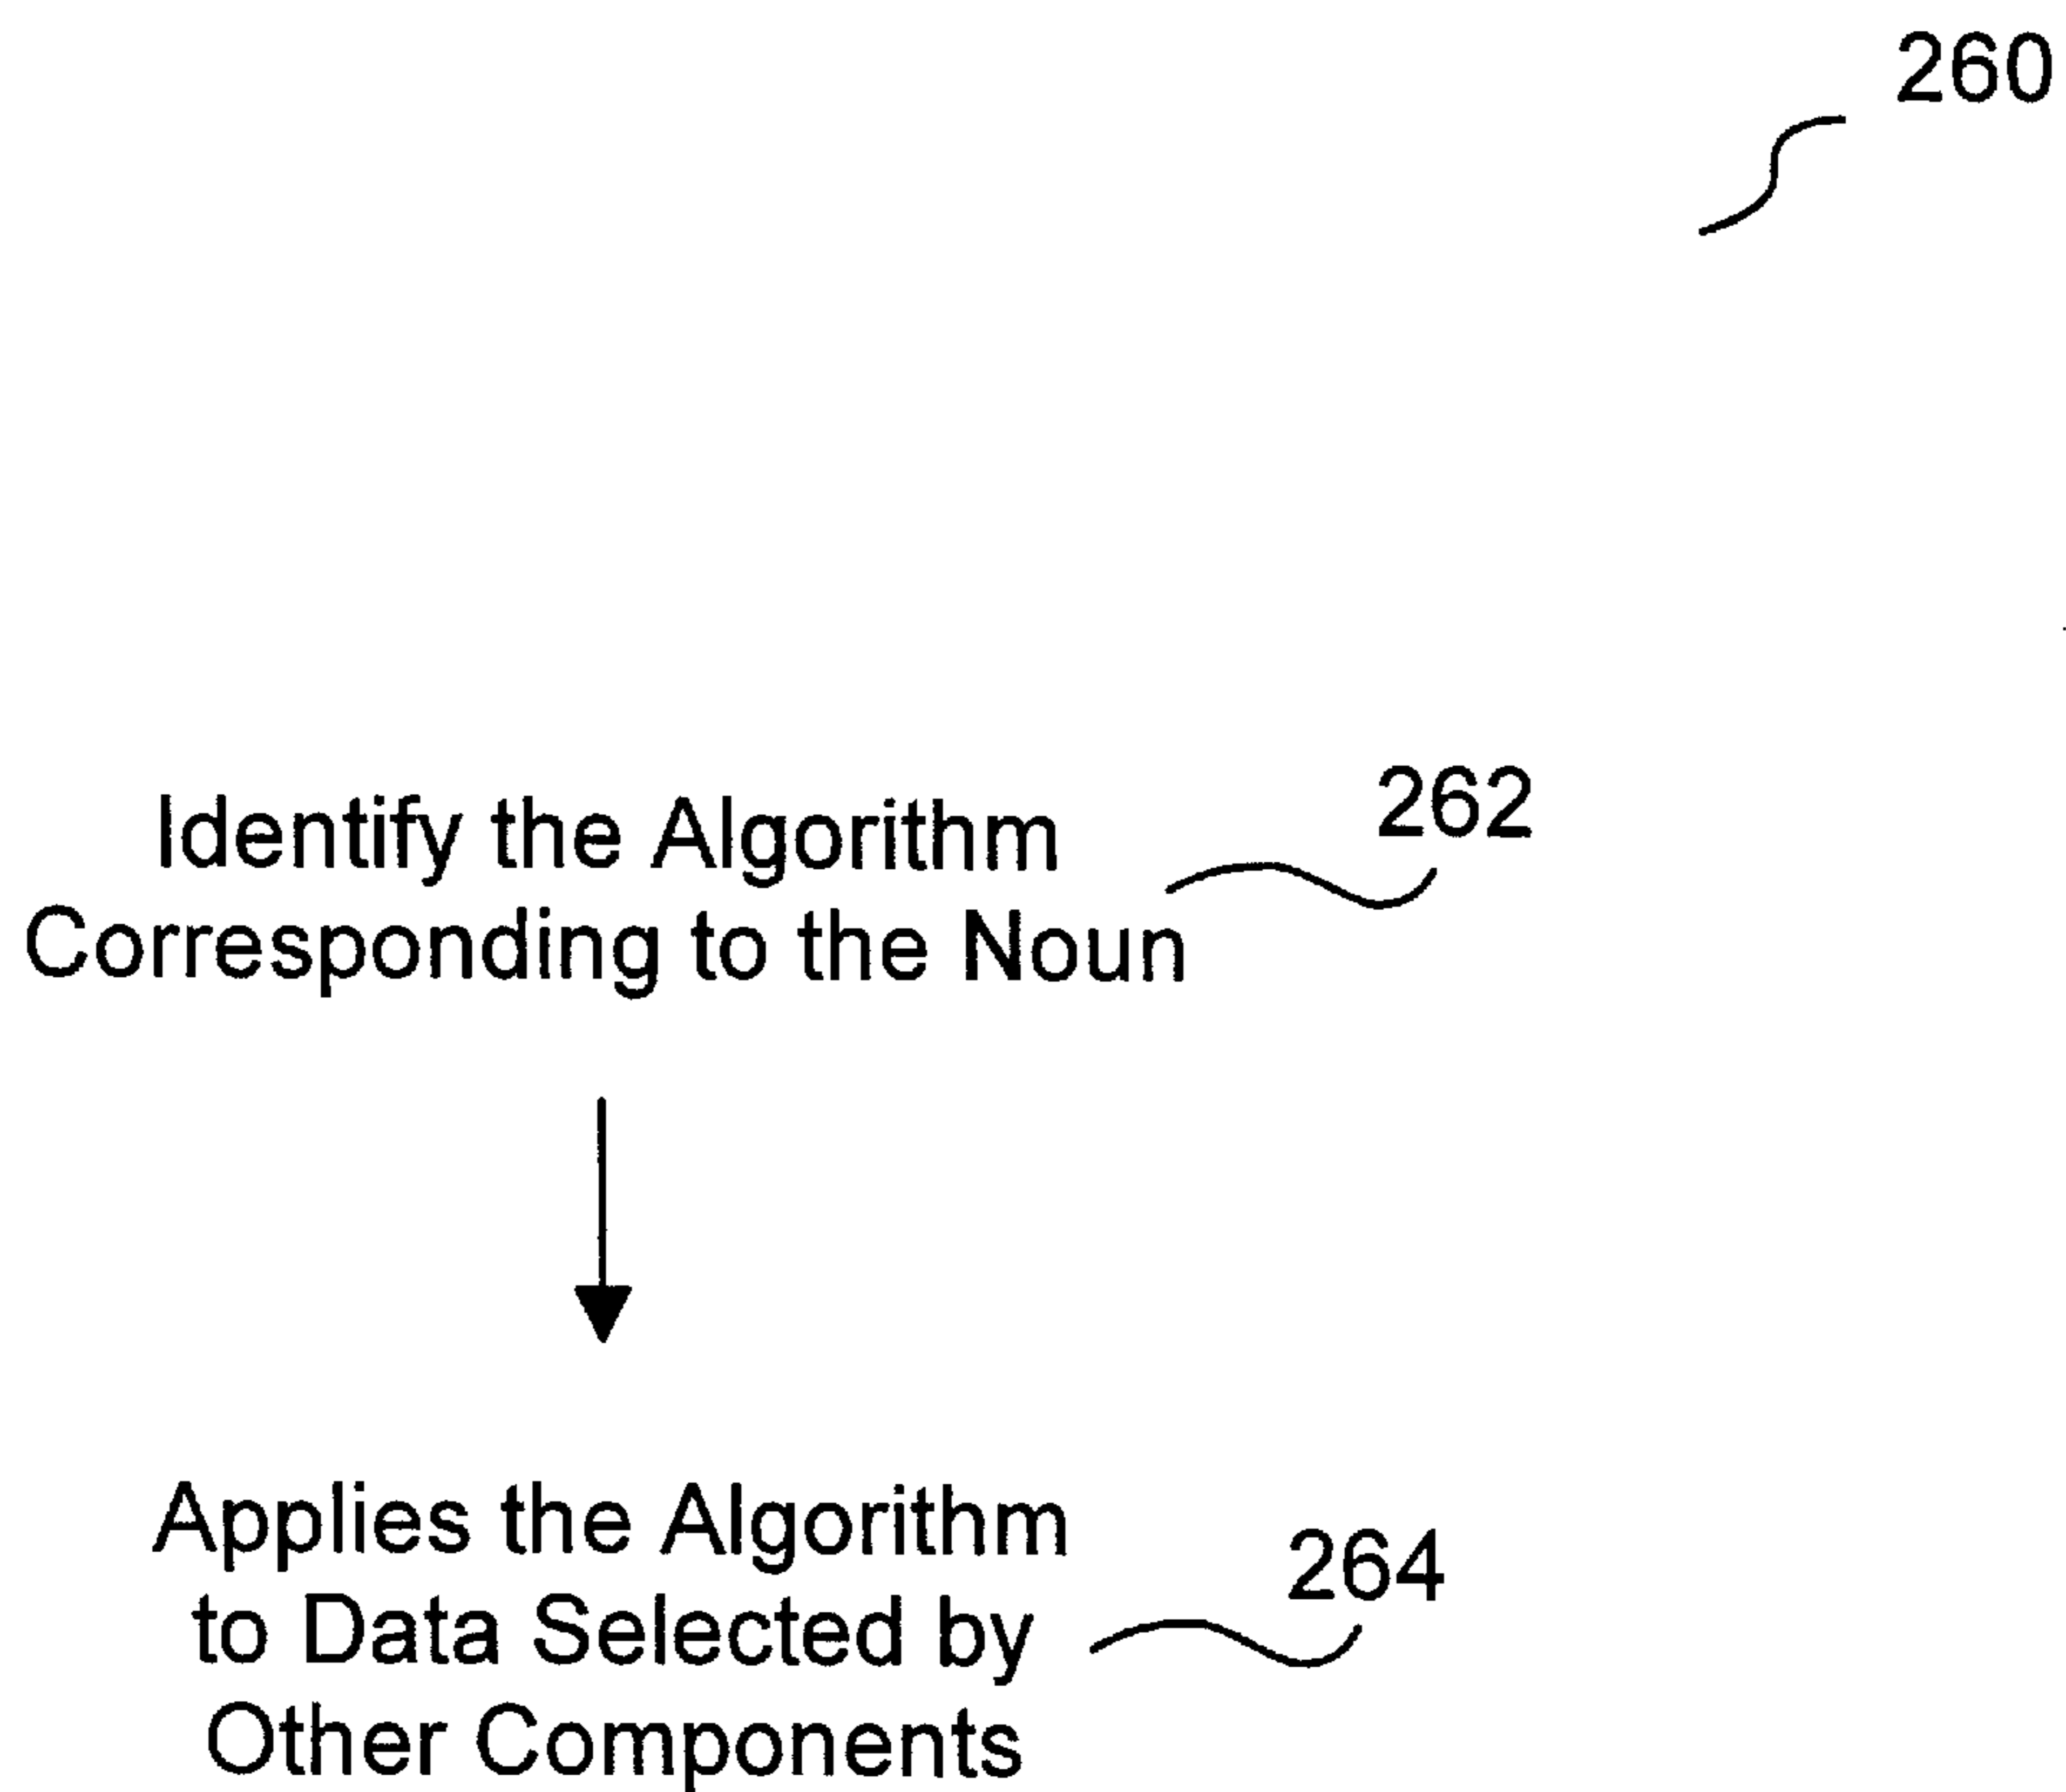 260
Identify the Algorithm
Corresponding to the Noun
262
Applies the Algorithm
to Data Selected by
Other Components
264